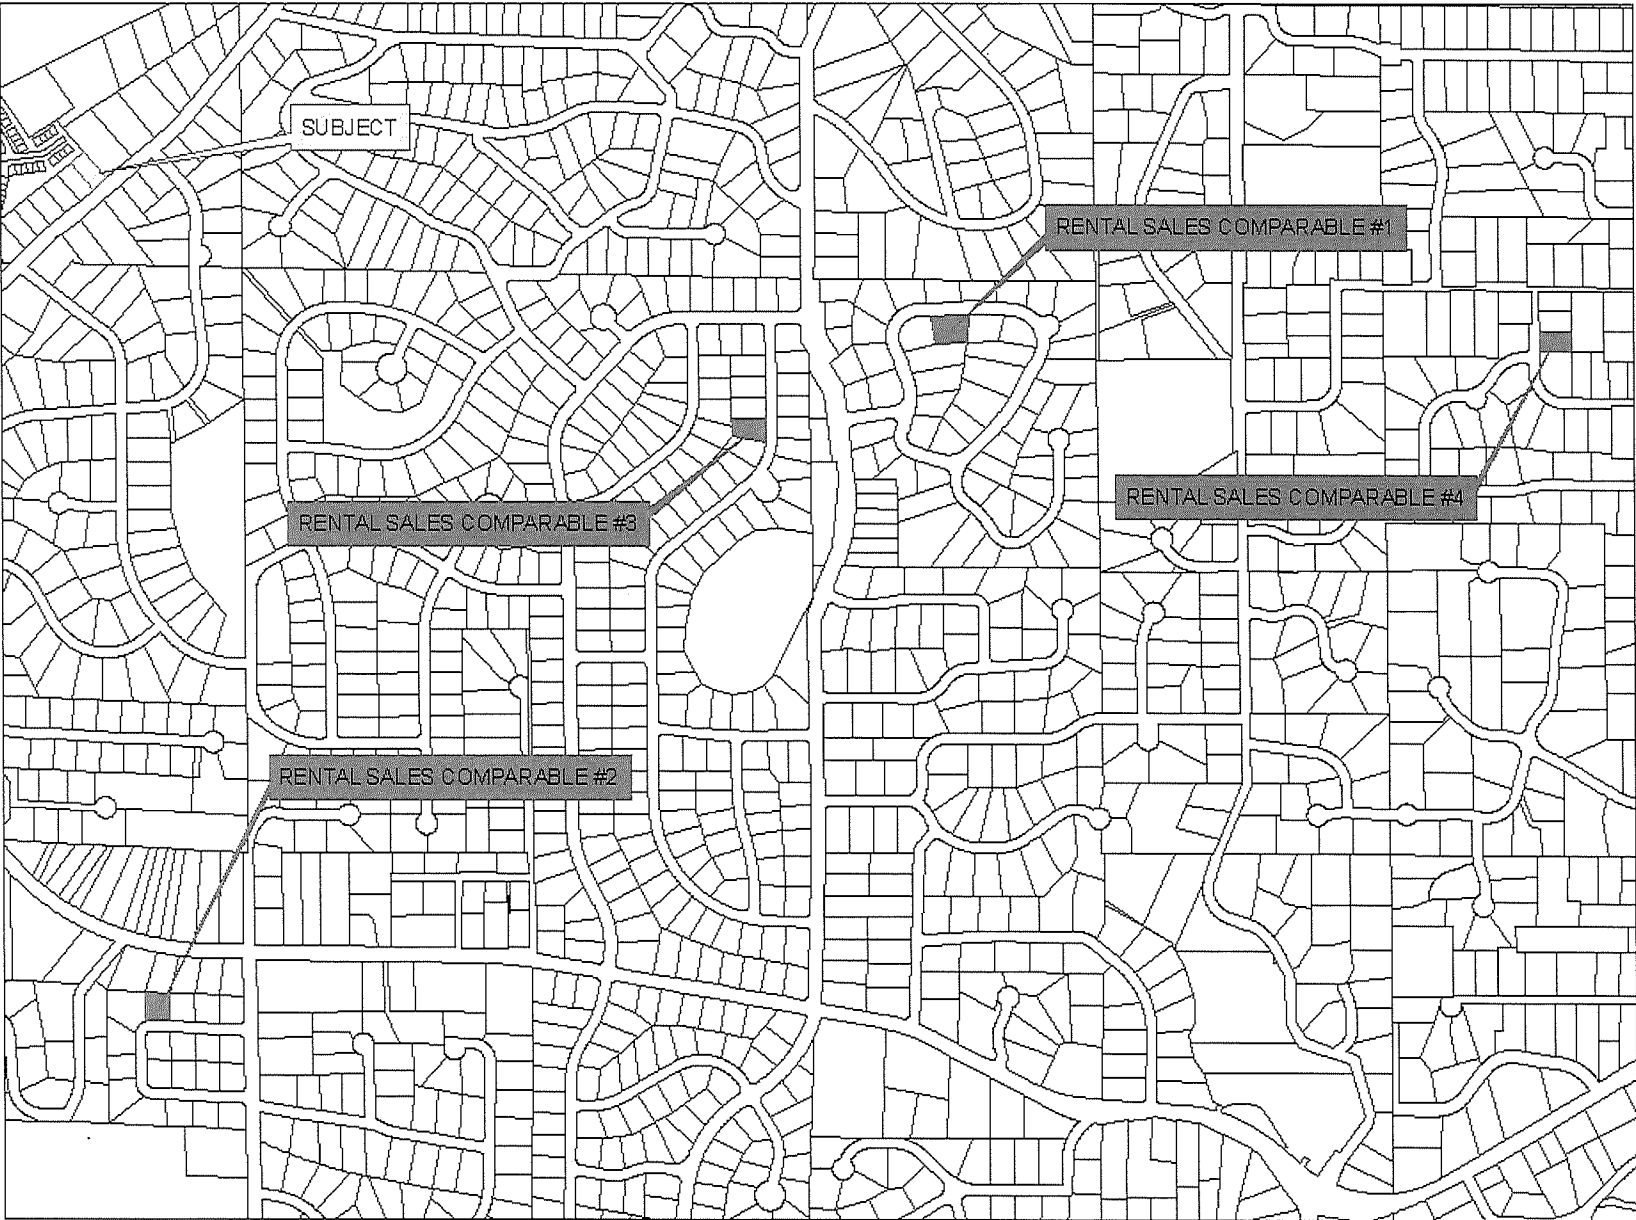 SUBJECT
RENTAL SALES COMPARABLE #1
RENTAL SALES COMPARABLE #4
RENTAL SALES COMPARABLE #3
RENTAL SALES COMPARABLE #2